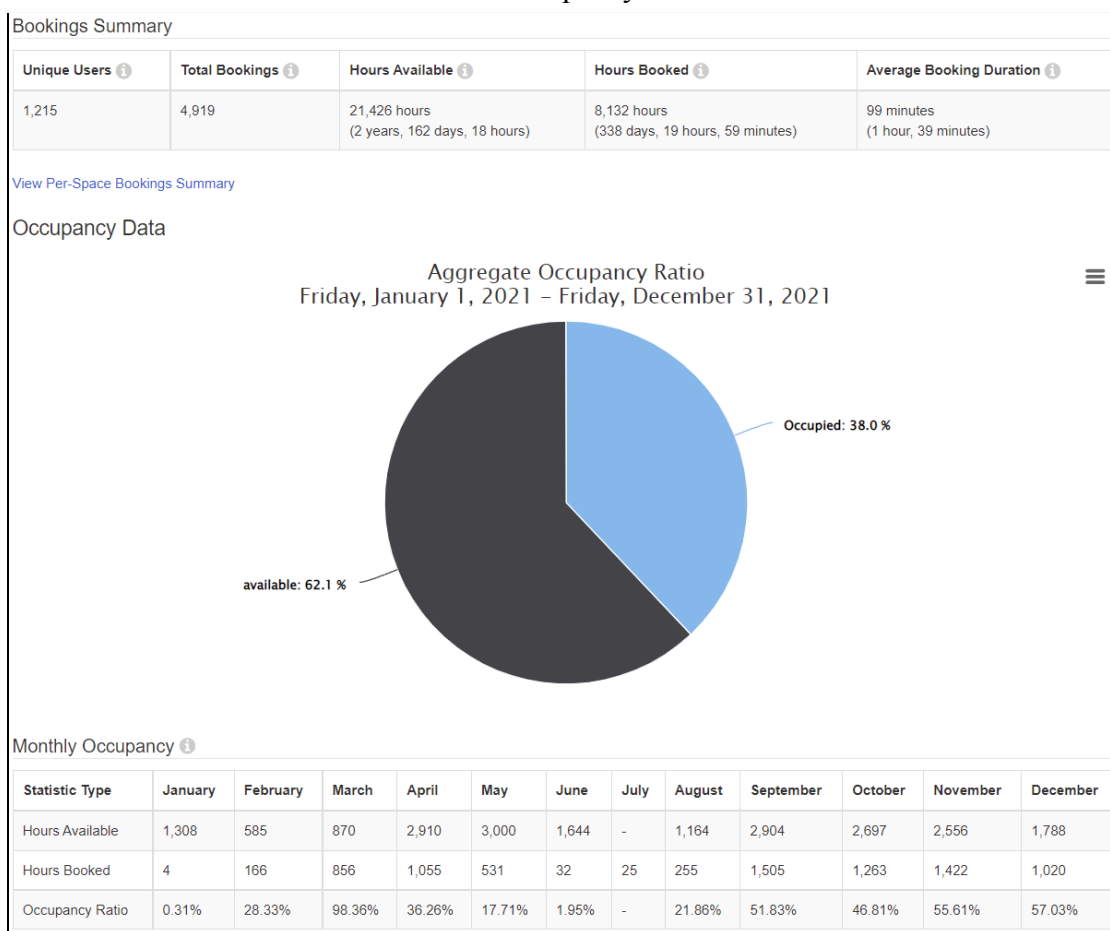 Bookings Summary
Unique Users Total Bookings Hours Available Hours Booked Average Booking Duration
1,215 4,919 21,426 hours 8,132 hours 99 minutes
(2 years, 162 days, 18 hours) (338 days, 19 hours, 59 minutes) (1 hour, 39 minutes)
View Per-Space Bookings Summary
Occupancy Data
Aggregate Occupancy Ratio
Friday, January 1, 2021 – Friday, December 31, 2021
Occupied: 38.0 %
available: 62.1 %
Monthly Occupancy
Statistic Type January February March April May June July August September October November December
Hours Available 1,308 585 870 2,910 3,000 1,644 - 1,164 2,904 2,697 2,556 1,788
Hours Booked 4 166 856 1,055 531 32 25 255 1,505 1,263 1,422 1,020
Occupancy Ratio 0.31% 28.33% 98.36% 36.26% 17.71% 1.95% - 21.86% 51.83% 46.81% 55.61% 57.03%